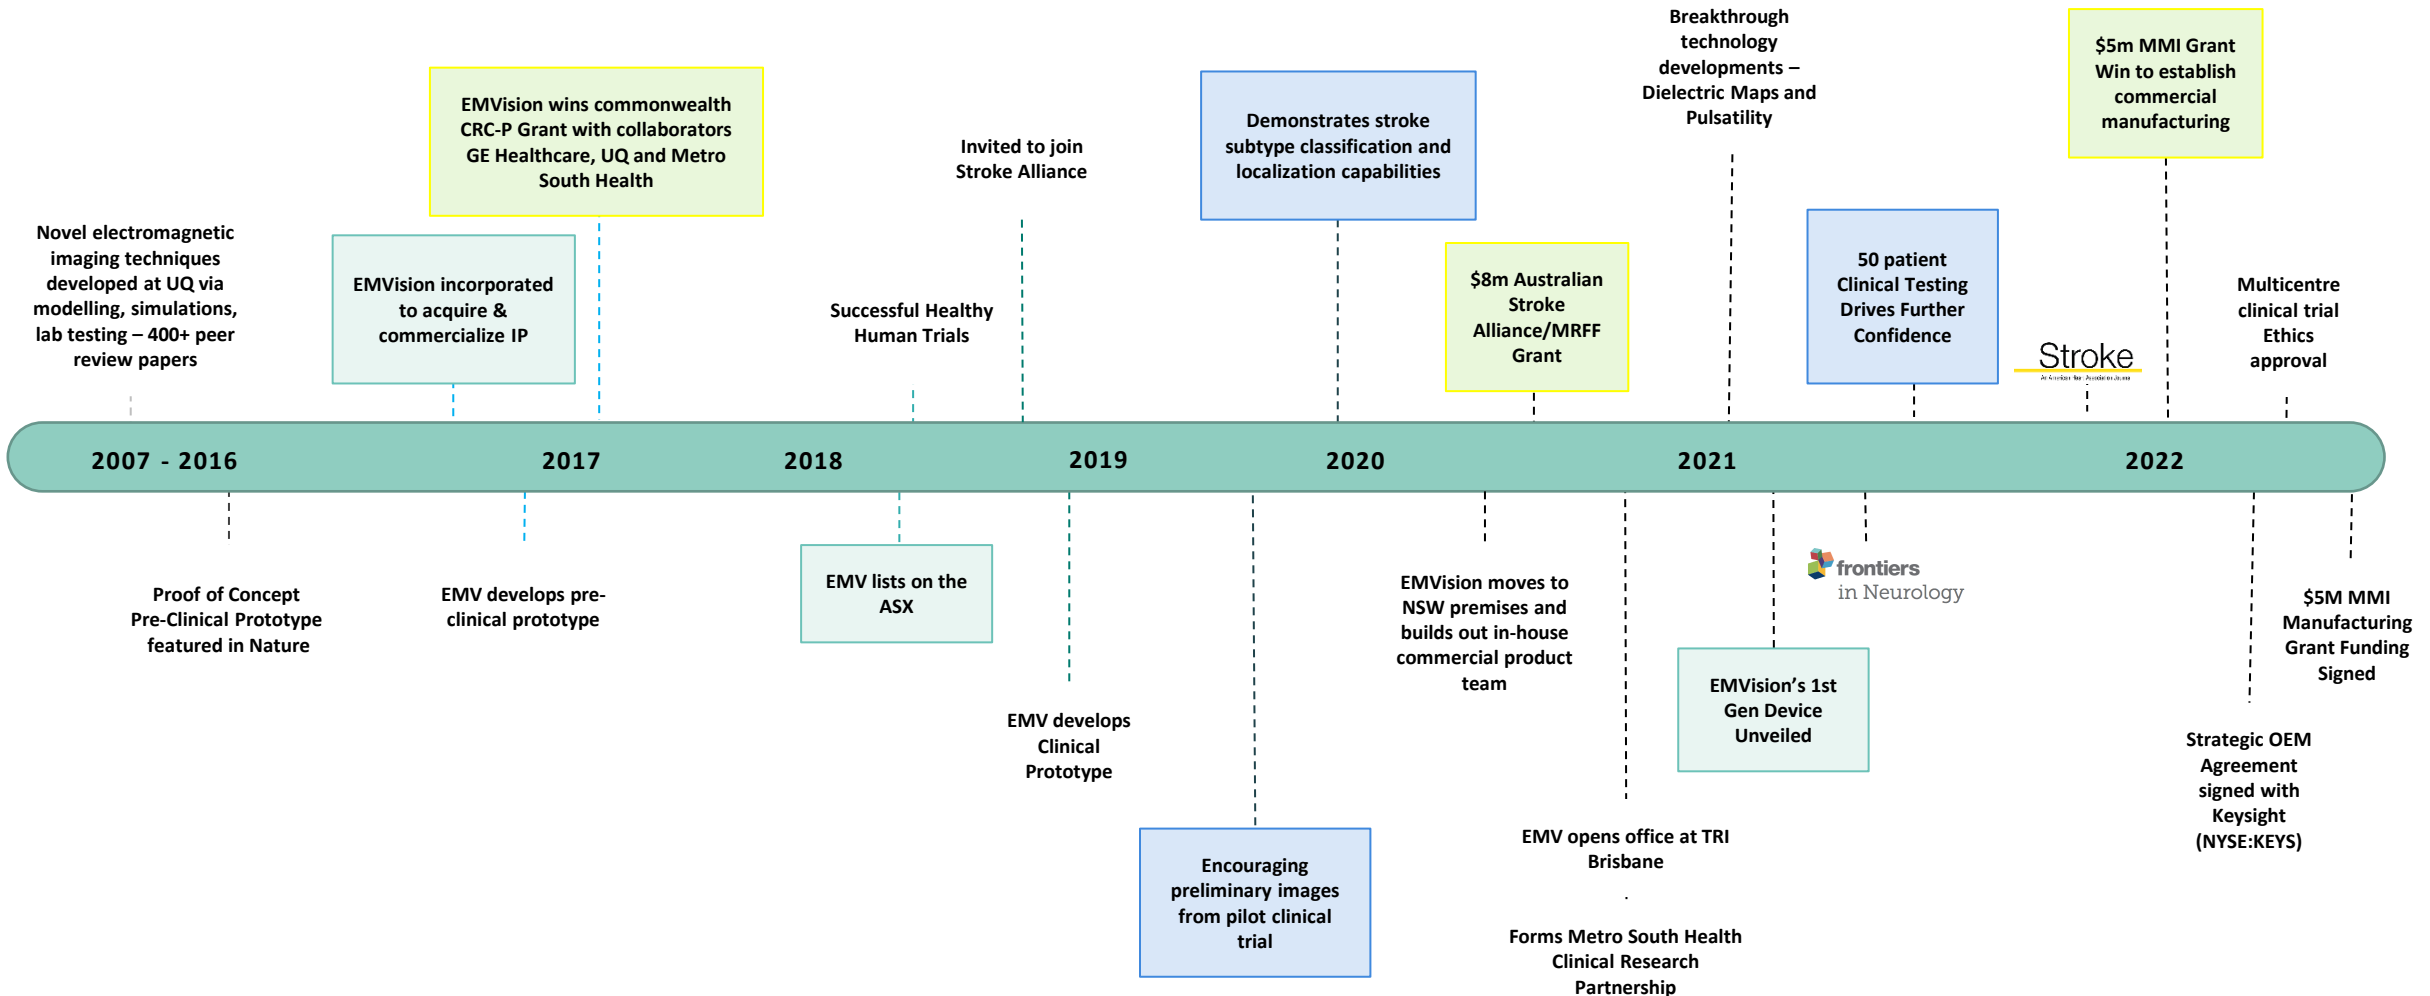 Novel electromagnetic
imaging techniques
developed at UQ via
modelling, simulations,
lab testing – 400+ peer
review papers
EMVision incorporated
to acquire &
commercialize IP
EMVision wins commonwealth
CRC-P Grant with collaborators
GE Healthcare, UQ and Metro
South Health
Successful Healthy
Human Trials
Invited to join
Stroke Alliance
Demonstrates stroke
subtype classification and
localization capabilities
$8m Australian
Stroke
Alliance/MRFF
Grant
Breakthrough
technology
developments –
Dielectric Maps and
Pulsatility
50 patient
Clinical Testing
Drives Further
Confidence
Stroke
An American Heart Association Journal
$5m MMI Grant
Win to establish
commercial
manufacturing
Multicentre
clinical trial
Ethics
approval
2007 - 2016
2017
2018
2019
2020
2021
2022
Proof of Concept
Pre-Clinical Prototype
featured in Nature
EMV develops pre-
clinical prototype
EMV lists on the
ASX
EMV develops
Clinical
Prototype
Encouraging
preliminary images
from pilot clinical
trial
EMVision moves to
NSW premises and
builds out in-house
commercial product
team
EMV opens office at TRI
Brisbane
.
Forms Metro South Health
Clinical Research
Partnership
EMVision’s 1st
Gen Device
Unveiled
frontiers
in Neurology
Strategic OEM
Agreement
signed with
Keysight
(NYSE:KEYS)
$5M MMI
Manufacturing
Grant Funding
Signed